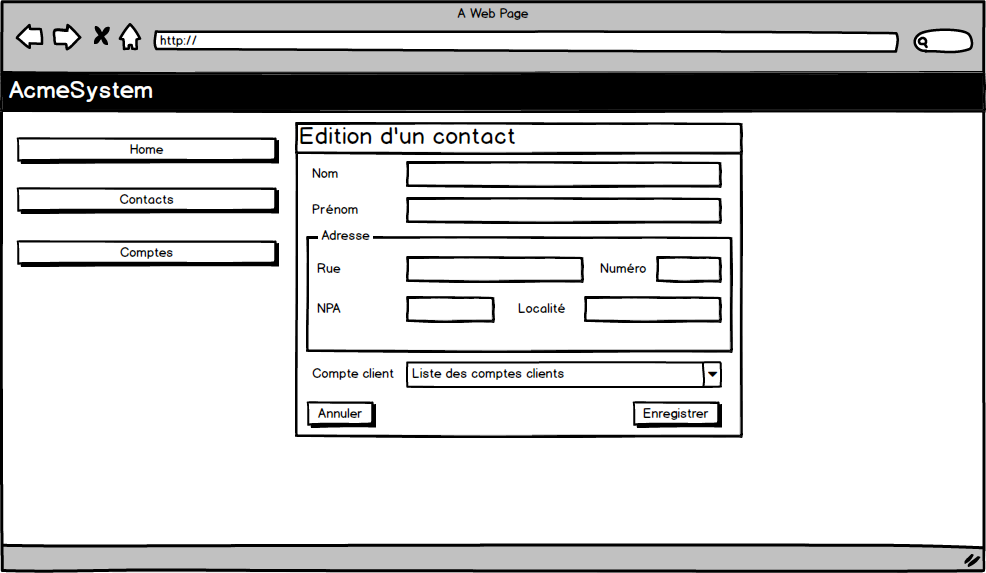 A Web Page
http://
AcmeSystem
Home
Contacts
Comptes
Edition d'un contact
Nom
Prénom
Adresse
Rue
Numéro
NPA
Localité
Compte client
Liste des comptes clients
Annuler
Enregistrer